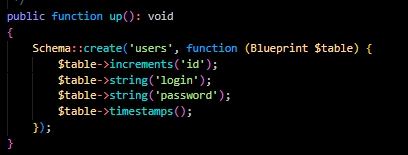 */
public function up(): void
{
    Schema::create('users', function (Blueprint $table) {
        $table->increments('id');
        $table->string('login');
        $table->string('password');
        $table->timestamps();
    });
}